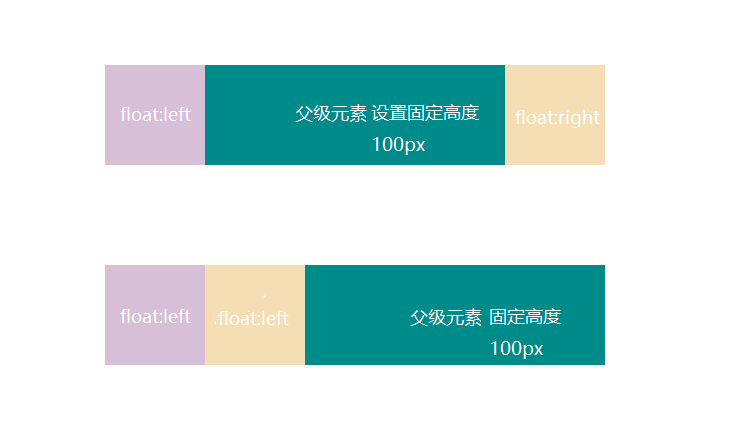 float:left
父级元素 设置固定高度
100px
float:right
float:left
float:left
父级元素 固定高度
100px